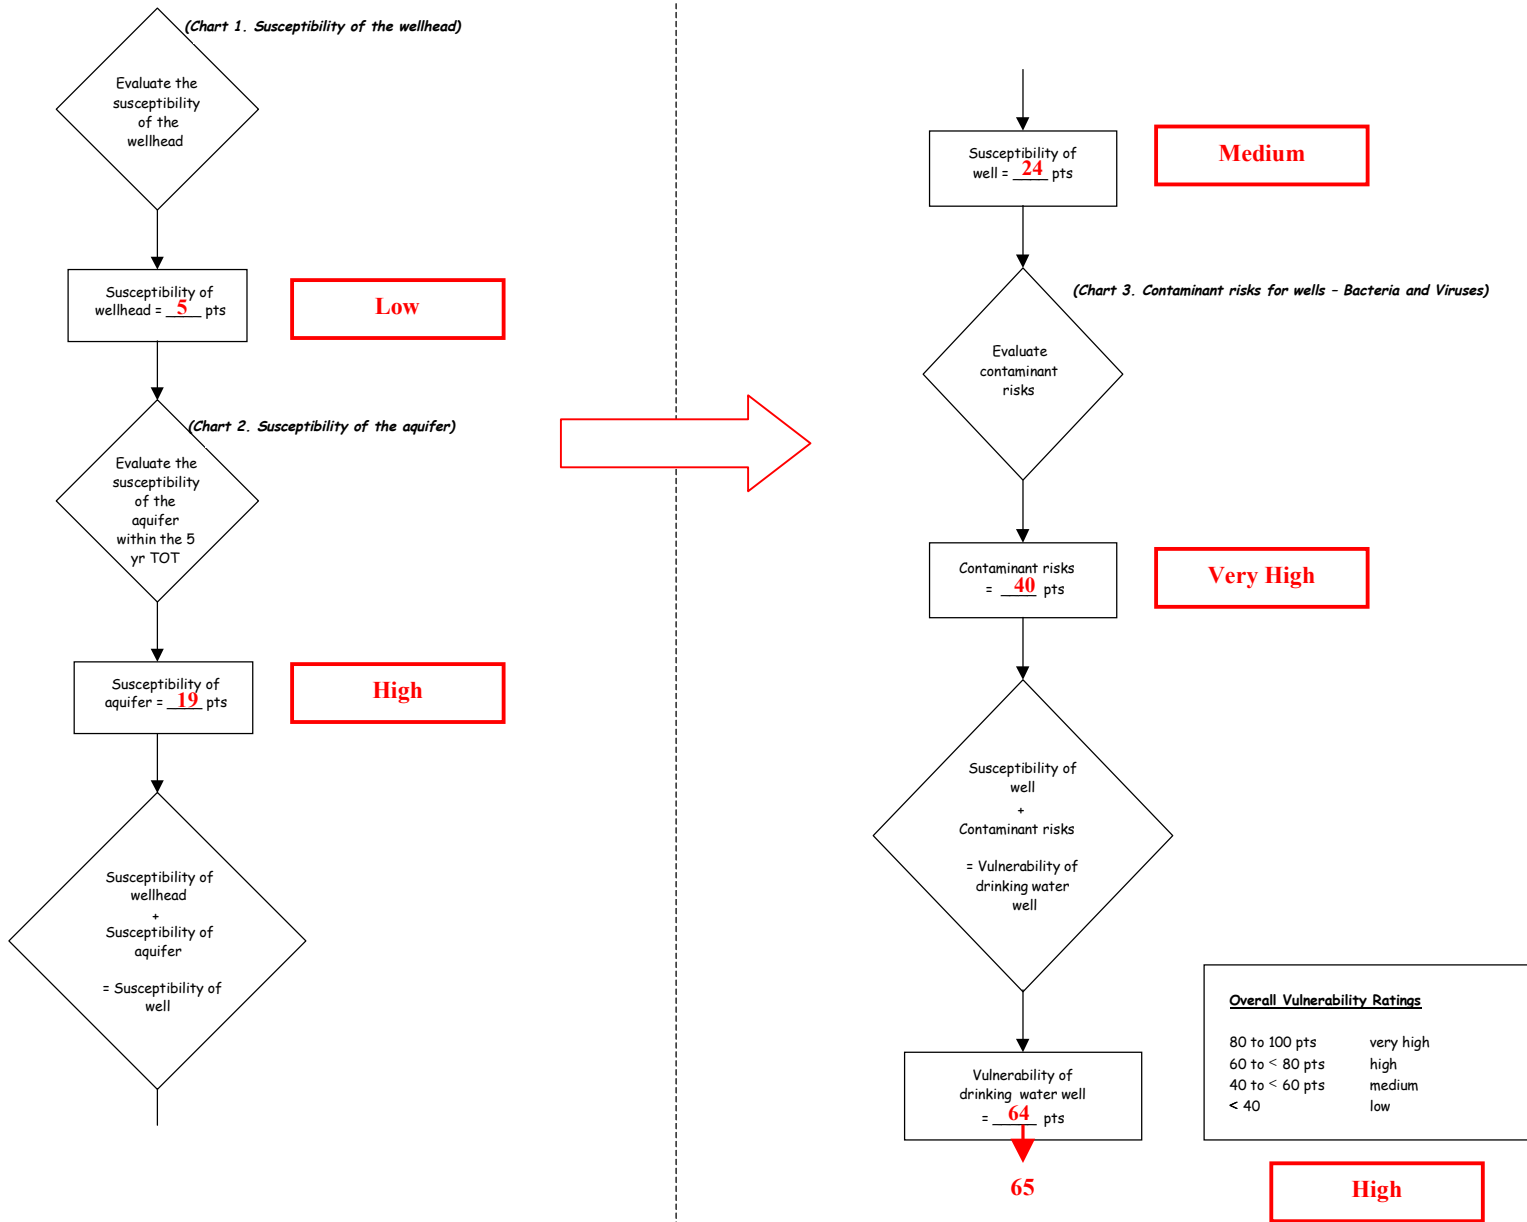 (Chart 1. Susceptibility of the wellhead)
Evaluate the
susceptibility
of the
wellhead
Susceptibility of
wellhead = 5 pts
Low
(Chart 2. Susceptibility of the aquifer)
Evaluate the
susceptibility
of the
aquifer
within the 5
yr TOT
Susceptibility of
aquifer = 19 pts
High
Susceptibility of
wellhead
+
Susceptibility of
aquifer
= Susceptibility of
well
Susceptibility of
well = 24 pts
Medium
(Chart 3. Contaminant risks for wells – Bacteria and Viruses)
Evaluate
contaminant
risks
Contaminant risks
= 40 pts
Very High
Susceptibility of
well
+
Contaminant risks
= Vulnerability of
drinking water
well
Vulnerability of
drinking water well
= 64 pts
65
Overall Vulnerability Ratings
80 to 100 pts very high
60 to < 80 pts high
40 to < 60 pts medium
< 40 low
High